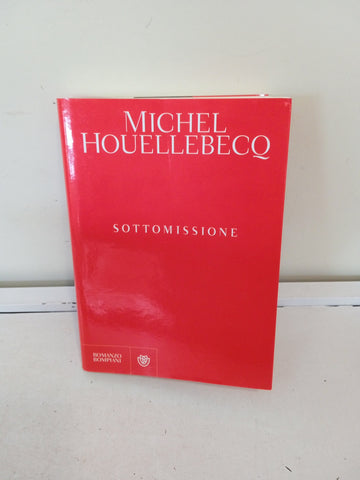 MICHEL
HOUELLEBECQ
SOTTOMISSIONE
ROMANZO
BOMPIANI